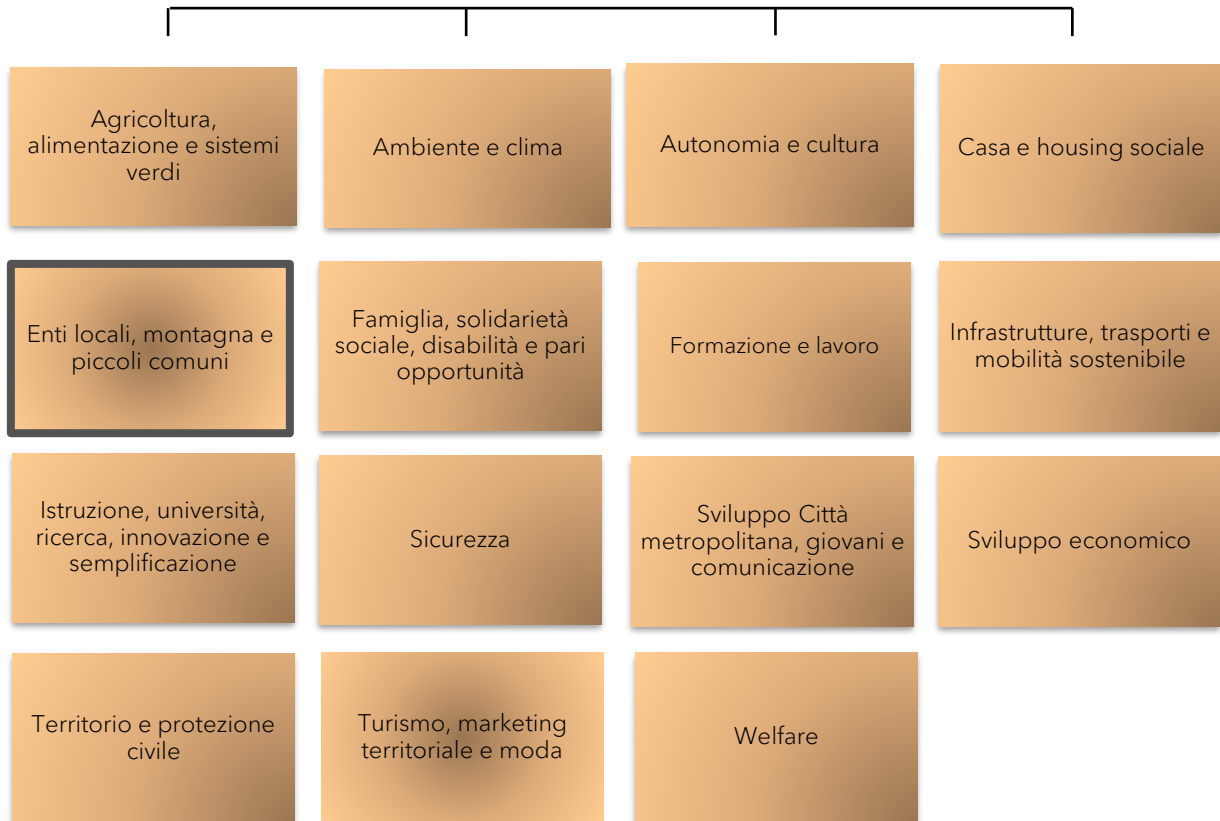 Agricoltura,
alimentazione e sistemi
verdi
Ambiente e clima
Autonomia e cultura
Casa e housing sociale
Enti locali, montagna e
piccoli comuni
Famiglia, solidarietà
sociale, disabilità e pari
opportunità
Formazione e lavoro
Infrastrutture, trasporti e
mobilità sostenibile
Istruzione, università,
ricerca, innovazione e
semplificazione
Sicurezza
Sviluppo Città
metropolitana, giovani e
comunicazione
Sviluppo economico
Territorio e protezione
civile
Turismo, marketing
territoriale e moda
Welfare